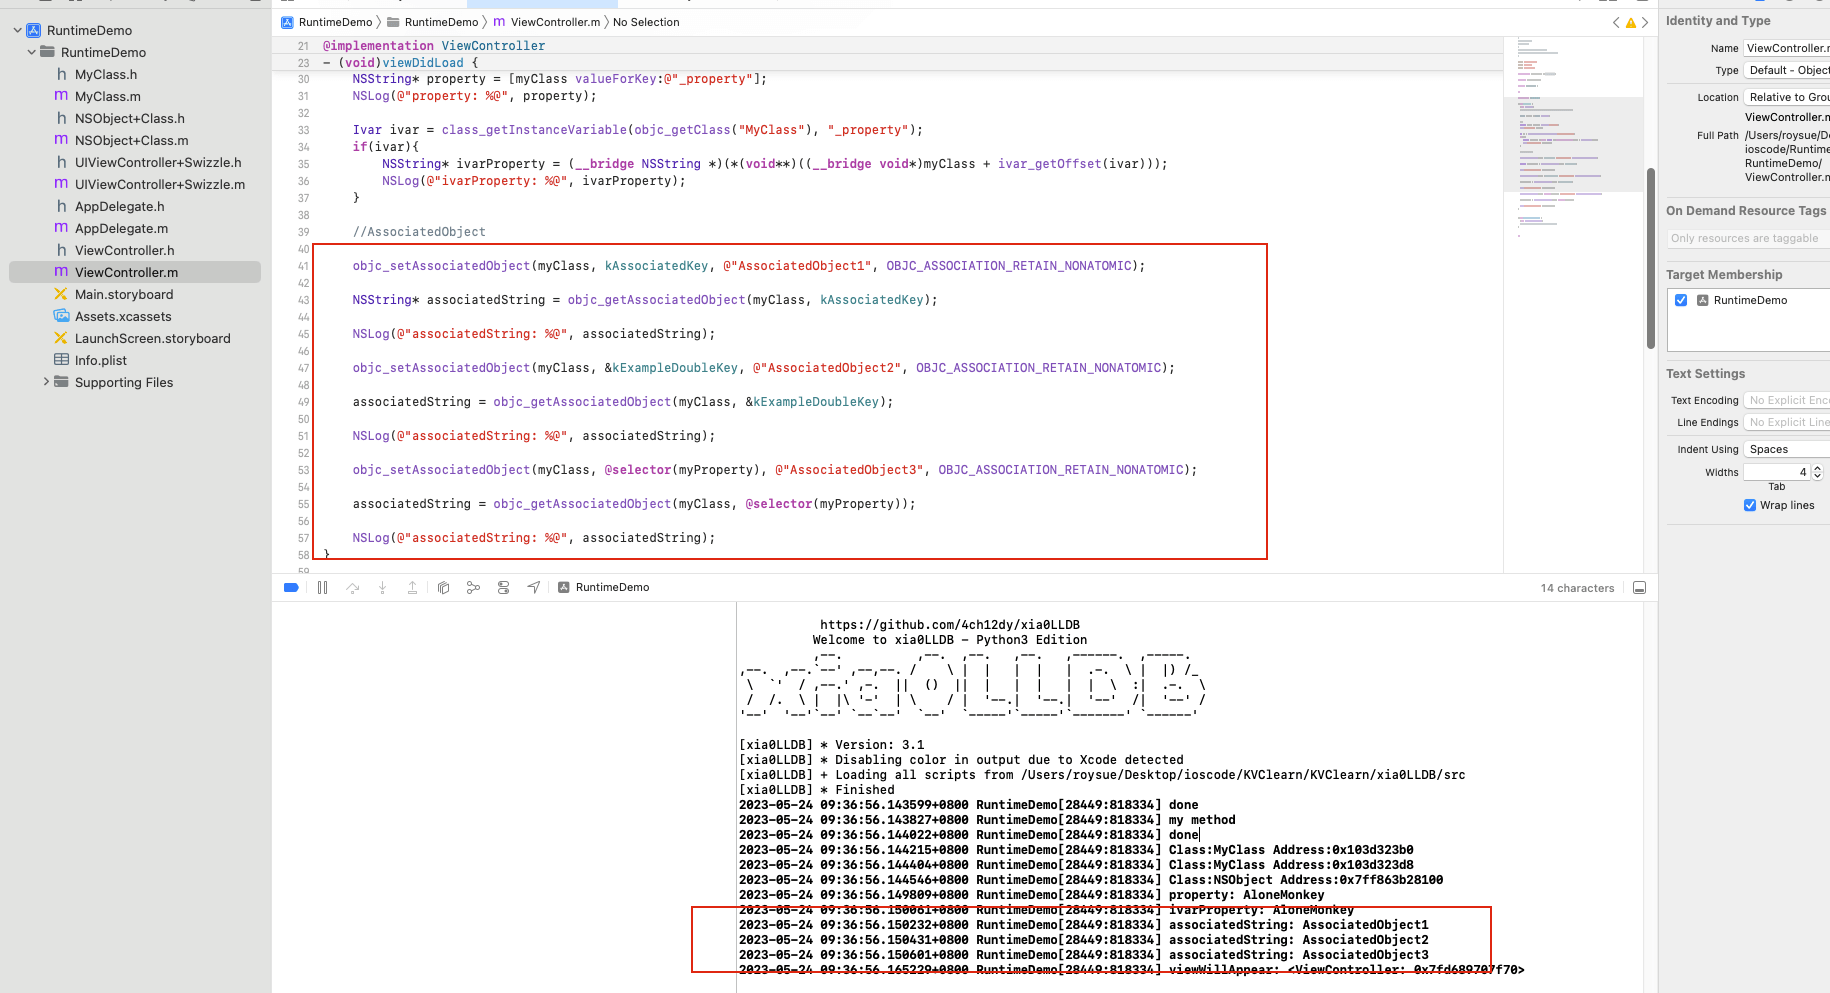 RuntimeDemo
RuntimeDemo
MyClass.h
MyClass.m
NSObject+Class.h
NSObject+Class.m
UIViewController+Swizzle.h
UIViewController+Swizzle.m
AppDelegate.h
AppDelegate.m
ViewController.h
ViewController.m
Main.storyboard
Assets.xcassets
LaunchScreen.storyboard
Info.plist
Supporting Files
RuntimeDemo 〉 RuntimeDemo 〉 m ViewController.m 〉 No Selection
21 @implementation ViewController
23 - (void)viewDidLoad {
30 NSString* property = [myClass valueForKey:@"_property"];
31 NSLog(@"property: %@", property);
32
33 Ivar ivar = class_getInstanceVariable(objc_getClass("MyClass"), "_property");
34 if(ivar){
35 NSString* ivarProperty = (__bridge NSString *)(*(void**)((__bridge void*)myClass + ivar_getOffset(ivar)));
36 NSLog(@"ivarProperty: %@", ivarProperty);
37 }
38
39 //AssociatedObject
40
41 objc_setAssociatedObject(myClass, kAssociatedKey, @"AssociatedObject1", OBJC_ASSOCIATION_RETAIN_NONATOMIC);
42
43 NSString* associatedString = objc_getAssociatedObject(myClass, kAssociatedKey);
44
45 NSLog(@"associatedString: %@", associatedString);
46
47 objc_setAssociatedObject(myClass, &kExampleDoubleKey, @"AssociatedObject2", OBJC_ASSOCIATION_RETAIN_NONATOMIC);
48
49 associatedString = objc_getAssociatedObject(myClass, &kExampleDoubleKey);
50
51 NSLog(@"associatedString: %@", associatedString);
52
53 objc_setAssociatedObject(myClass, @selector(myProperty), @"AssociatedObject3", OBJC_ASSOCIATION_RETAIN_NONATOMIC);
54
55 associatedString = objc_getAssociatedObject(myClass, @selector(myProperty));
56
57 NSLog(@"associatedString: %@", associatedString);
58 }
59
RuntimeDemo
14 characters
https://github.com/4ch12dy/xia0LLDB
Welcome to xia0LLDB - Python3 Edition
[xia0LLDB] * Version: 3.1
[xia0LLDB] * Disabling color in output due to Xcode detected
[xia0LLDB] + Loading all scripts from /Users/roysue/Desktop/ioscode/KVClearn/KVClearn/xia0LLDB/src
[xia0LLDB] * Finished
2023-05-24 09:36:56.143599+0800 RuntimeDemo[28449:818334] done
2023-05-24 09:36:56.143827+0800 RuntimeDemo[28449:818334] my method
2023-05-24 09:36:56.144022+0800 RuntimeDemo[28449:818334] done
2023-05-24 09:36:56.144215+0800 RuntimeDemo[28449:818334] Class:MyClass Address:0x103d323b0
2023-05-24 09:36:56.144404+0800 RuntimeDemo[28449:818334] Class:MyClass Address:0x103d323d8
2023-05-24 09:36:56.144546+0800 RuntimeDemo[28449:818334] Class:NSObject Address:0x7ff863b28100
2023-05-24 09:36:56.149809+0800 RuntimeDemo[28449:818334] property: AloneMonkey
2023-05-24 09:36:56.150061+0800 RuntimeDemo[28449:818334] ivarProperty: AloneMonkey
2023-05-24 09:36:56.150232+0800 RuntimeDemo[28449:818334] associatedString: AssociatedObject1
2023-05-24 09:36:56.150431+0800 RuntimeDemo[28449:818334] associatedString: AssociatedObject2
2023-05-24 09:36:56.150601+0800 RuntimeDemo[28449:818334] associatedString: AssociatedObject3
2023-05-24 09:36:56.165229+0800 RuntimeDemo[28449:818334] viewWillAppear: <ViewController: 0x7fd689707f70>
Identity and Type
Name ViewController.m
Type Default - Object
Location Relative to Grou
ViewController.m
Full Path /Users/roysue/De
ioscode/Runtime
RuntimeDemo/
ViewController.m
On Demand Resource Tags
Only resources are taggable
Target Membership
RuntimeDemo
Text Settings
Text Encoding No Explicit Enco
Line Endings No Explicit Line
Indent Using Spaces
Widths 4
Tab
Wrap lines